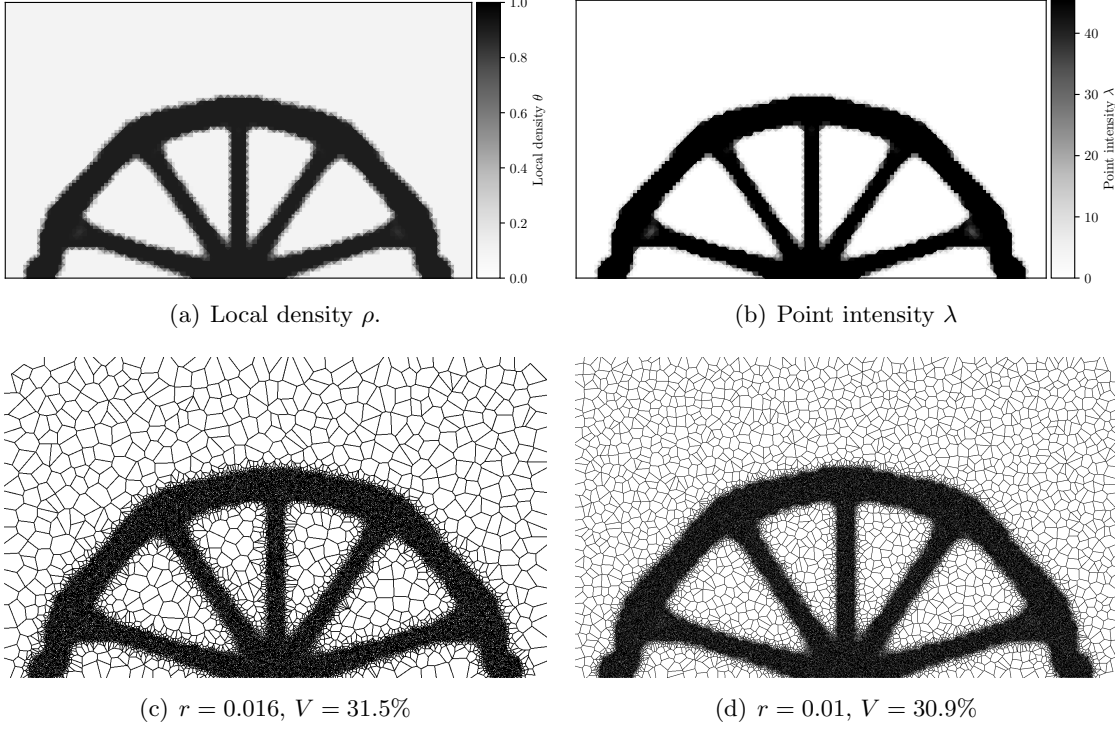 1.0
0.8
0.6
0.4
0.2
0.0
Local density θ
40
30
20
10
0
Point intensity λ
(a) Local density ρ.
(b) Point intensity λ
(c) r = 0.016, V = 31.5%
(d) r = 0.01, V = 30.9%